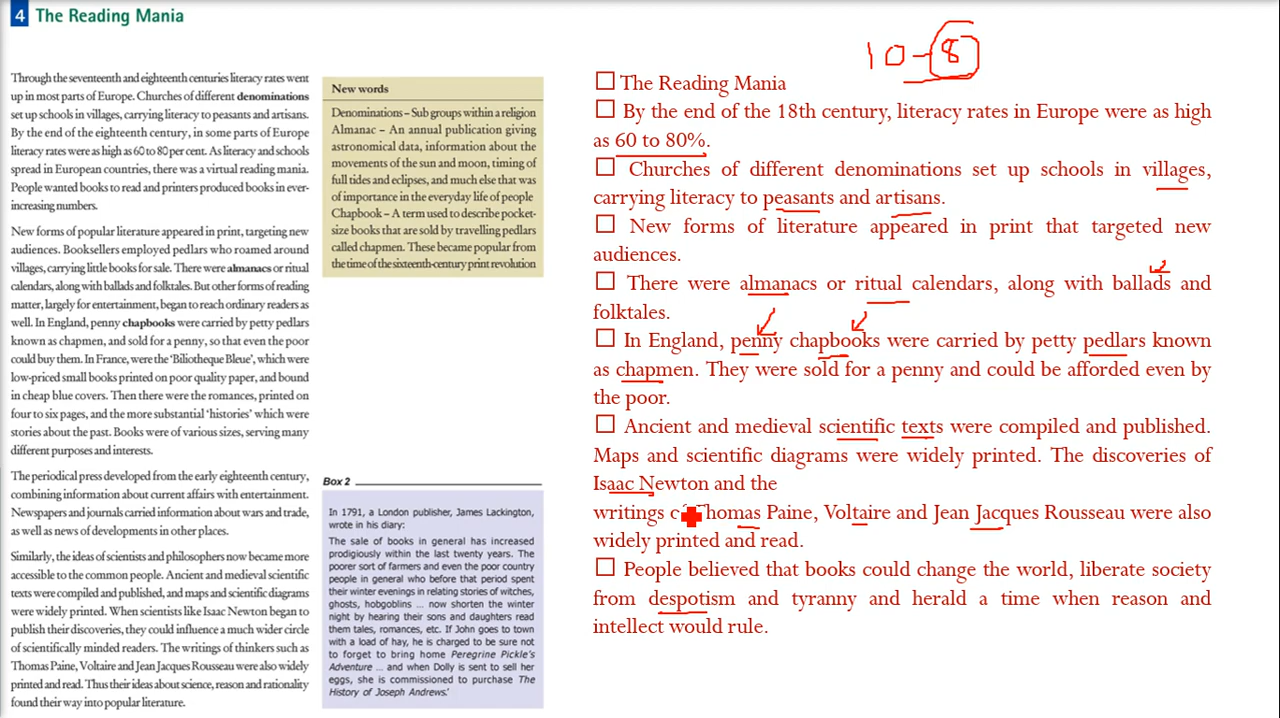 4 The Reading Mania
Through the seventeenth and eighteenth centuries literacy rates went
up in most parts of Europe. Churches of different denominations
set up schools in villages, carrying literacy to peasants and artisans.
By the end of the eighteenth century, in some parts of Europe
literacy rates were as high as 60 to 80 per cent. As literacy and schools
spread in European countries, there was a virtual reading mania.
People wanted books to read and printers produced books in ever-
increasing numbers.
New forms of popular literature appeared in print, targeting new
audiences. Booksellers employed pedlars who roamed around
villages, carrying little books for sale. There were almanacs or ritual
calendars, along with ballads and folktales. But other forms of reading
matter, largely for entertainment, began to reach ordinary readers as
well. In England, penny chapbooks were carried by petty pedlars
known as chapmen, and sold for a penny, so that even the poor
could buy them. In France, were the 'Biliotheque Bleue', which were
low-priced small books printed on poor quality paper, and bound
in cheap blue covers. Then there were the romances, printed on
four to six pages, and the more substantial 'histories' which were
stories about the past. Books were of various sizes, serving many
different purposes and interests.
The periodical press developed from the early eighteenth century,
combining information about current affairs with entertainment.
Newspapers and journals carried information about wars and trade,
as well as news of developments in other places.
Similarly, the ideas of scientists and philosophers now became more
accessible to the common people. Ancient and medieval scientific
texts were compiled and published, and maps and scientific diagrams
were widely printed. When scientists like Isaac Newton began to
publish their discoveries, they could influence a much wider circle
of scientifically minded readers. The writings of thinkers such as
Thomas Paine, Voltaire and Jean Jacques Rousseau were also widely
printed and read. Thus their ideas about science, reason and rationality
found their way into popular literature.
New words
Denominations – Sub groups within a religion
Almanac – An annual publication giving
astronomical data, information about the
movements of the sun and moon, timing of
full tides and eclipses, and much else that was
of importance in the everyday life of people
Chapbook – A term used to describe pocket-
size books that are sold by travelling pedlars
called chapmen. These became popular from
the time of the sixteenth-century print revolution
Box 2
In 1791, a London publisher, James Lackington,
wrote in his diary:
The sale of books in general has increased
prodigiously within the last twenty years. The
poorer sort of farmers and even the poor country
people in general who before that period spent
their winter evenings in relating stories of witches,
ghosts, hobgoblins ... now shorten the winter
night by hearing their sons and daughters read
them tales, romances, etc. If John goes to town
with a load of hay, he is charged to be sure not
to forget to bring home Peregrine Pickle's
Adventure ... and when Dolly is sent to sell her
eggs, she is commissioned to purchase The
History of Joseph Andrews.'
10 - 8
☐ The Reading Mania
☐ By the end of the 18th century, literacy rates in Europe were as high
as 60 to 80%.
☐ Churches of different denominations set up schools in villages,
carrying literacy to peasants and artisans.
☐ New forms of literature appeared in print that targeted new
audiences.
☐ There were almanacs or ritual calendars, along with ballads and
folktales.
☐ In England, penny chapbooks were carried by petty pedlars known
as chapmen. They were sold for a penny and could be afforded even by
the poor.
☐ Ancient and medieval scientific texts were compiled and published.
Maps and scientific diagrams were widely printed. The discoveries of
Isaac Newton and the
writings Thomas Paine, Voltaire and Jean Jacques Rousseau were also
widely printed and read.
☐ People believed that books could change the world, liberate society
from despotism and tyranny and herald a time when reason and
intellect would rule.